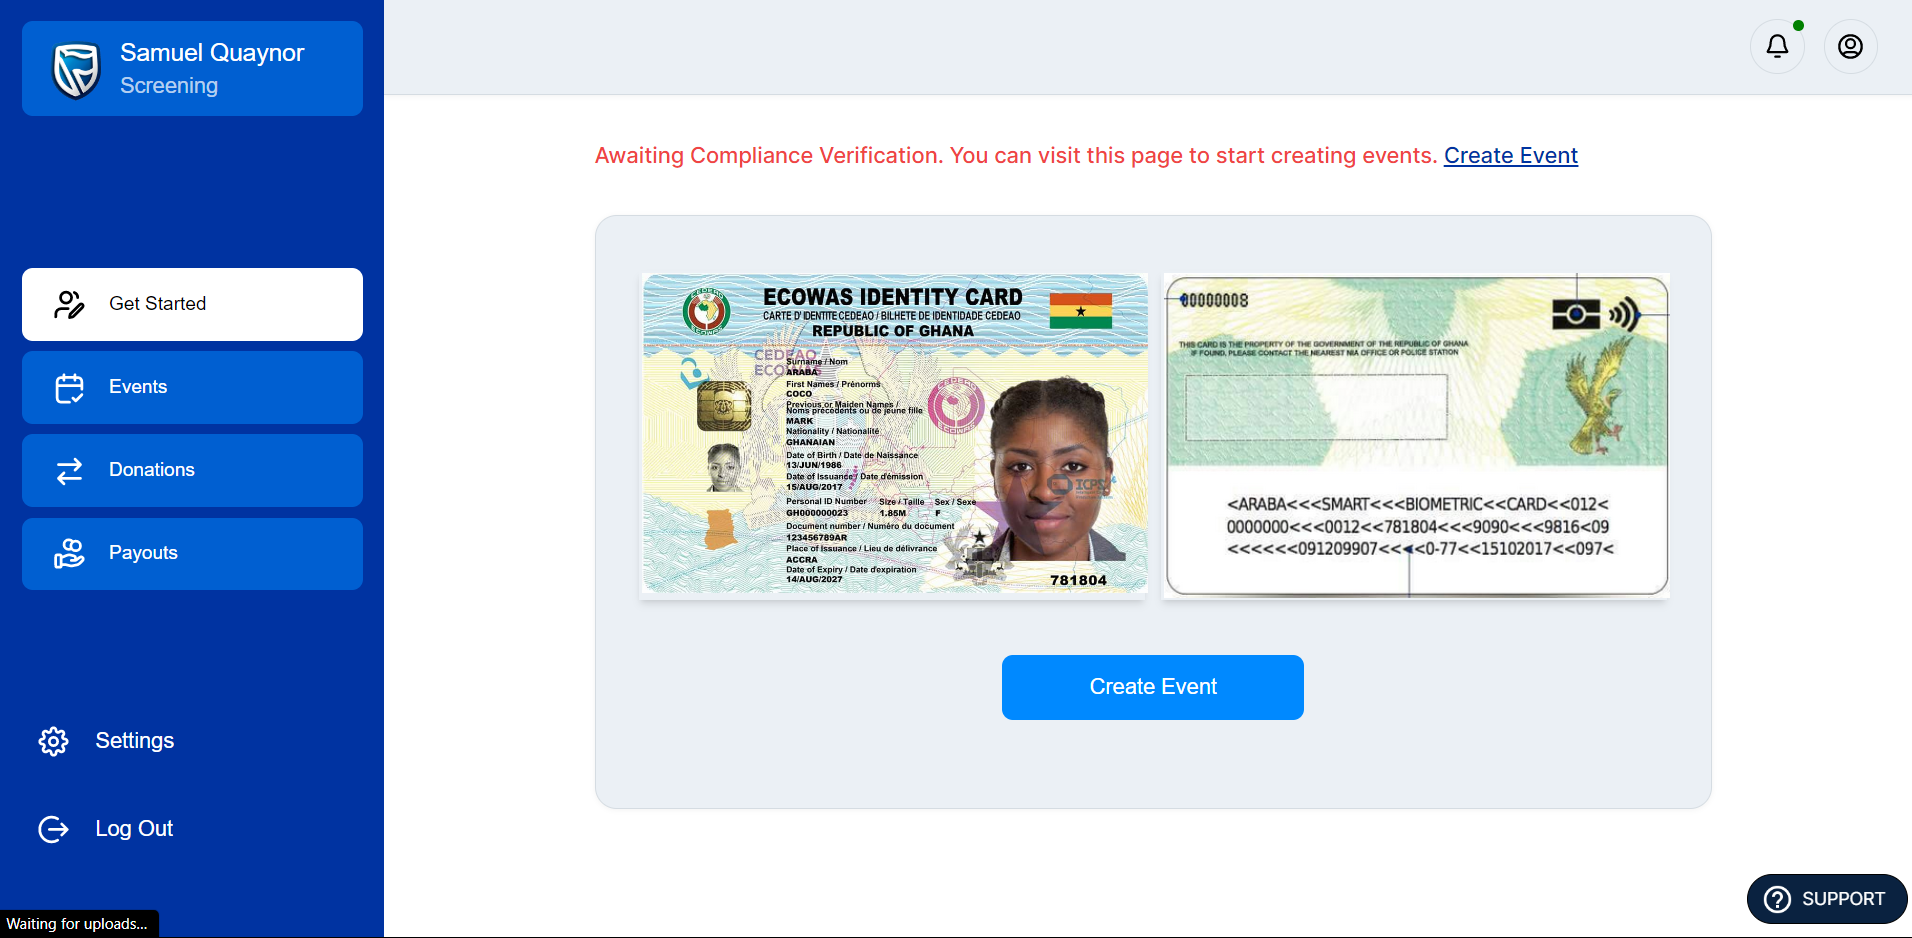 Samuel Quaynor
Screening
Get Started
Events
Donations
Payouts
Settings
Log Out
Waiting for uploads...
Awaiting Compliance Verification. You can visit this page to start creating events. Create Event
CEDEAO
ECOWAS
ECOWAS IDENTITY CARD
CARTE D' IDENTITE CEDEAO / BILHETE DE IDENTIDADE CEDEAO
REPUBLIC OF GHANA
CEDEAO
ECOWAS
Surname / Nom
ARABA
First Names / Prénorms
COCO
Previous or Maiden Names /
Noms précédents ou de jeune fille
MARK
Nationality / Nationalité
GHANAIAN
Date of Birth / Date de Naissance
13/JUN/1986
Date of Issuance / Date d'émission
15/AUG/2017
Personal ID Number Size / Taille Sex / Sexe
GH000000023 1.85M F
Document number / Numéro du document
123456789AR
Place of Issuance / Lieu de délivrance
ACCRA
Date of Expiry / Date d'expiration
14/AUG/2027
CEDEAO
ECOWAS
ICPS
781804
00000008
THIS CARD IS THE PROPERTY OF THE GOVERNMENT OF THE REPUBLIC OF GHANA
IF FOUND, PLEASE CONTACT THE NEAREST NIA OFFICE OR POLICE STATION
<ARABA<<<SMART<<<BIOMETRIC<<CARD<<012<
0000000<<<0012<<781804<<<9090<<<9816<09
<<<<<<091209907<<<<0-77<<15102017<<097<
Create Event
SUPPORT